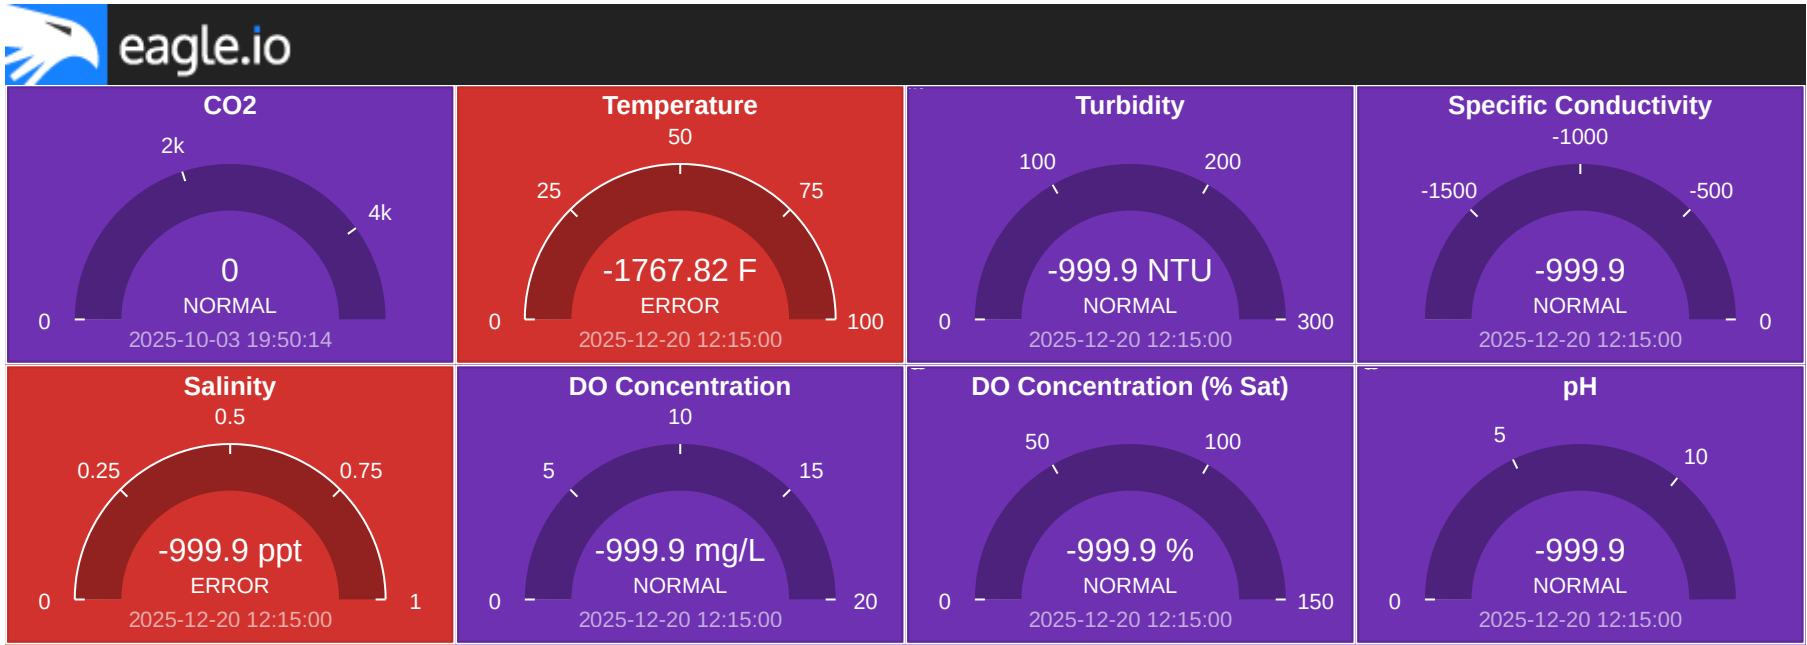 eagle.io
CO2
2k
4k
0
0
NORMAL
2025-10-03 19:50:14
Temperature
50
25
75
-1767.82 F
ERROR
0
100
2025-12-20 12:15:00
Turbidity
100
200
-999.9 NTU
NORMAL
0
300
2025-12-20 12:15:00
Specific Conductivity
-1000
-1500
-500
-999.9
NORMAL
0
2025-12-20 12:15:00
Salinity
0.5
0.25
0.75
-999.9 ppt
ERROR
0
1
2025-12-20 12:15:00
DO Concentration
10
5
15
-999.9 mg/L
NORMAL
0
20
2025-12-20 12:15:00
DO Concentration (% Sat)
50
100
-999.9 %
NORMAL
0
150
2025-12-20 12:15:00
pH
5
10
-999.9
NORMAL
0
2025-12-20 12:15:00